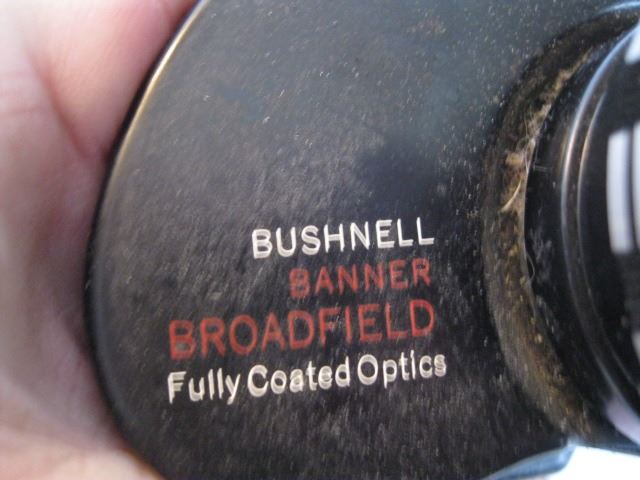 BUSHNELL
BANNER
BROADFIELD
Fully Coated Optics